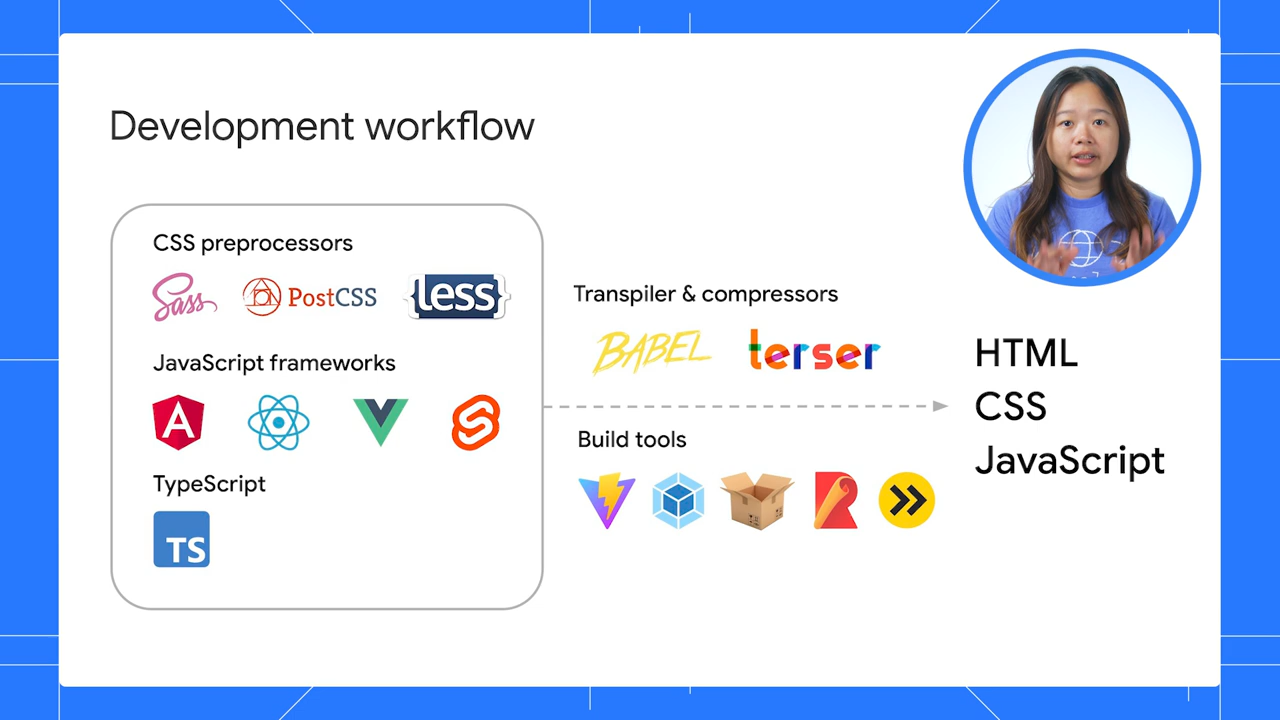 Development workflow
CSS preprocessors
Sass
PostCSS
{less}
JavaScript frameworks
A
TypeScript
TS
Transpiler & compressors
BABEL
terser
Build tools
HTML
CSS
JavaScript